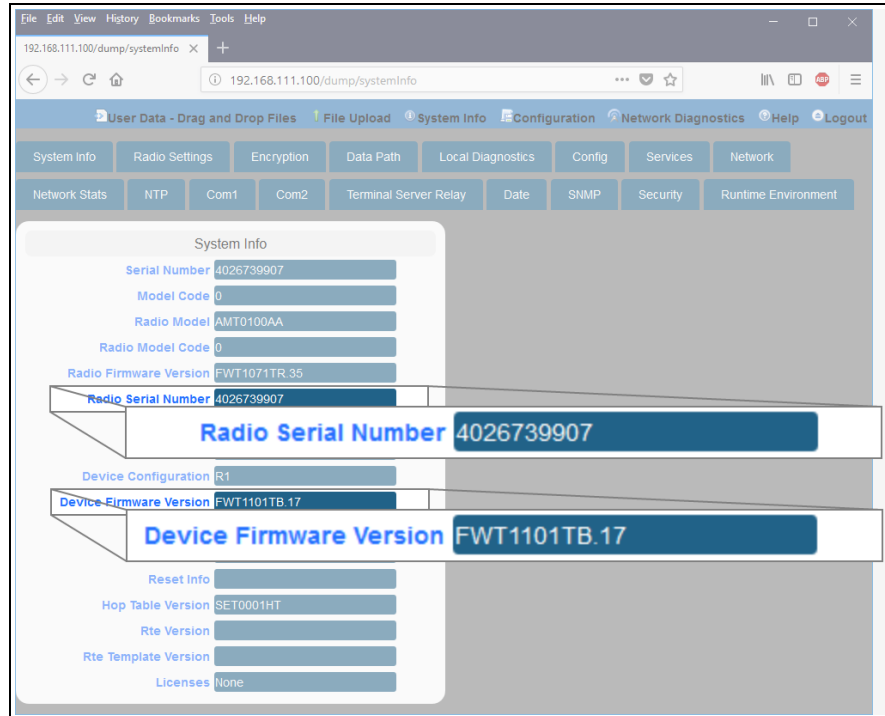 File Edit View History Bookmarks Tools Help
192.168.111.100/dump/systemInfo
192.168.111.100/dump/systemInfo
ABP
User Data - Drag and Drop Files File Upload System Info Configuration Network Diagnostics Help Logout
System Info Radio Settings Encryption Data Path Local Diagnostics Config Services Network
Network Stats NTP Com1 Com2 Terminal Server Relay Date SNMP Security Runtime Environment
System Info
Serial Number 4026739907
Model Code 0
Radio Model AMT0100AA
Radio Model Code 0
Radio Firmware Version FWT1071TR.35
Radio Serial Number 4026739907
Radio Serial Number 4026739907
Device Configuration R1
Device Firmware Version FWT1101TB.17
Device Firmware Version FWT1101TB.17
Reset Info
Hop Table Version SET0001HT
Rte Version
Rte Template Version
Licenses None